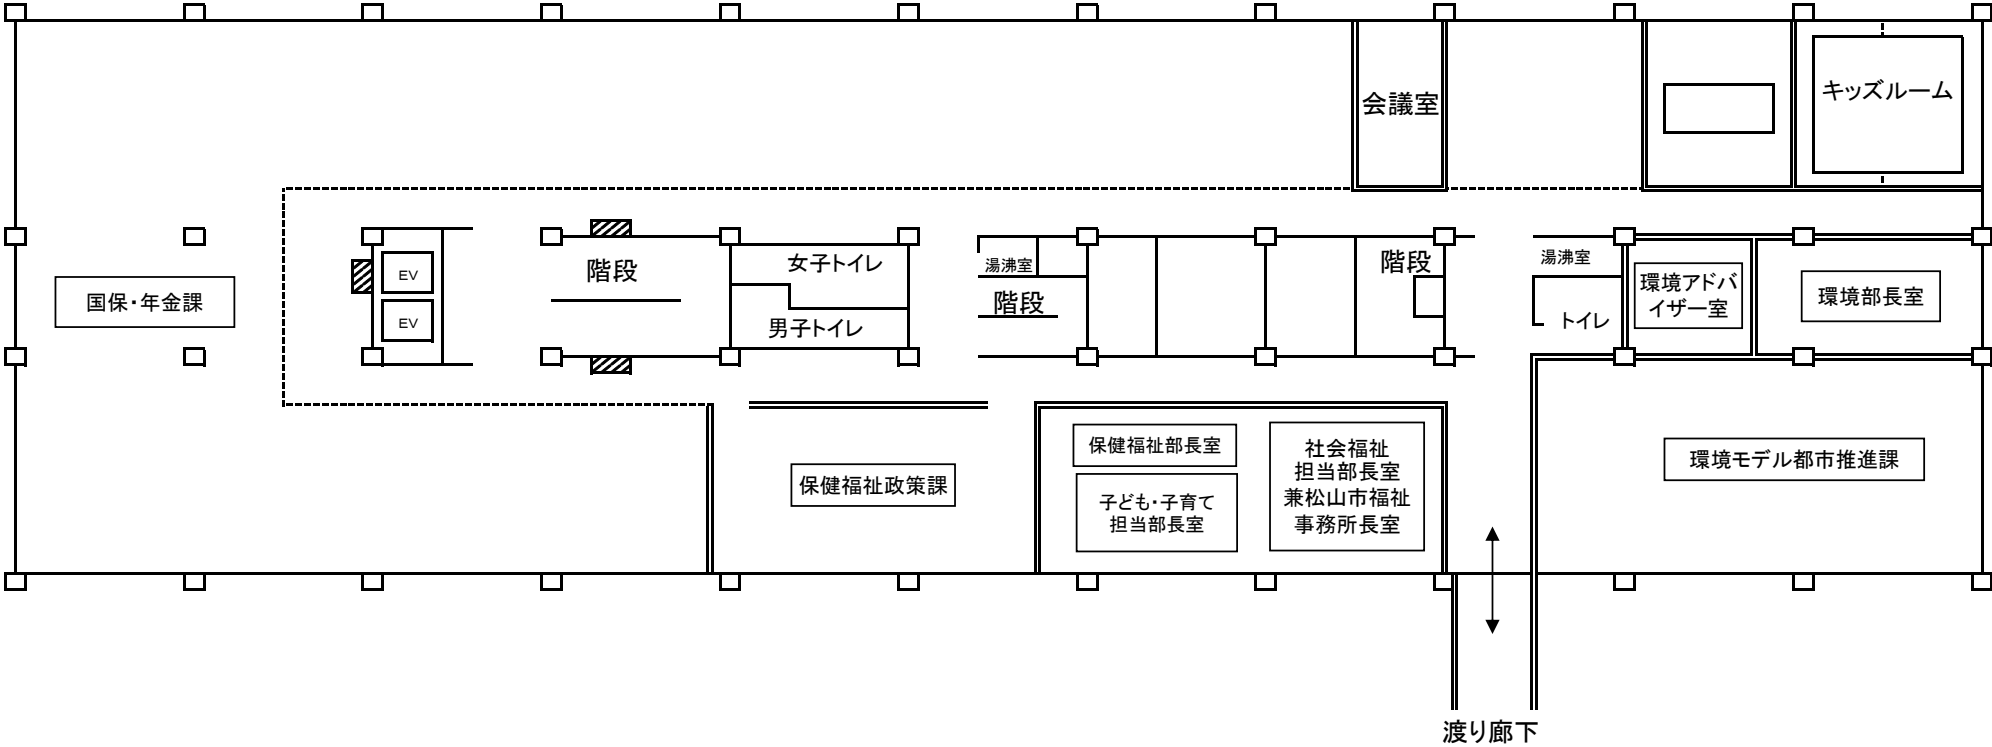 会議室
キッズルーム
国保・年金課
EV
EV
階段
女子トイレ
男子トイレ
湯沸室
階段
階段
湯沸室
トイレ
環境アドバ
イザー室
環境部長室
保健福祉政策課
保健福祉部長室
子ども・子育て
担当部長室
社会福祉
担当部長室
兼松山市福祉
事務所長室
環境モデル都市推進課
渡り廊下